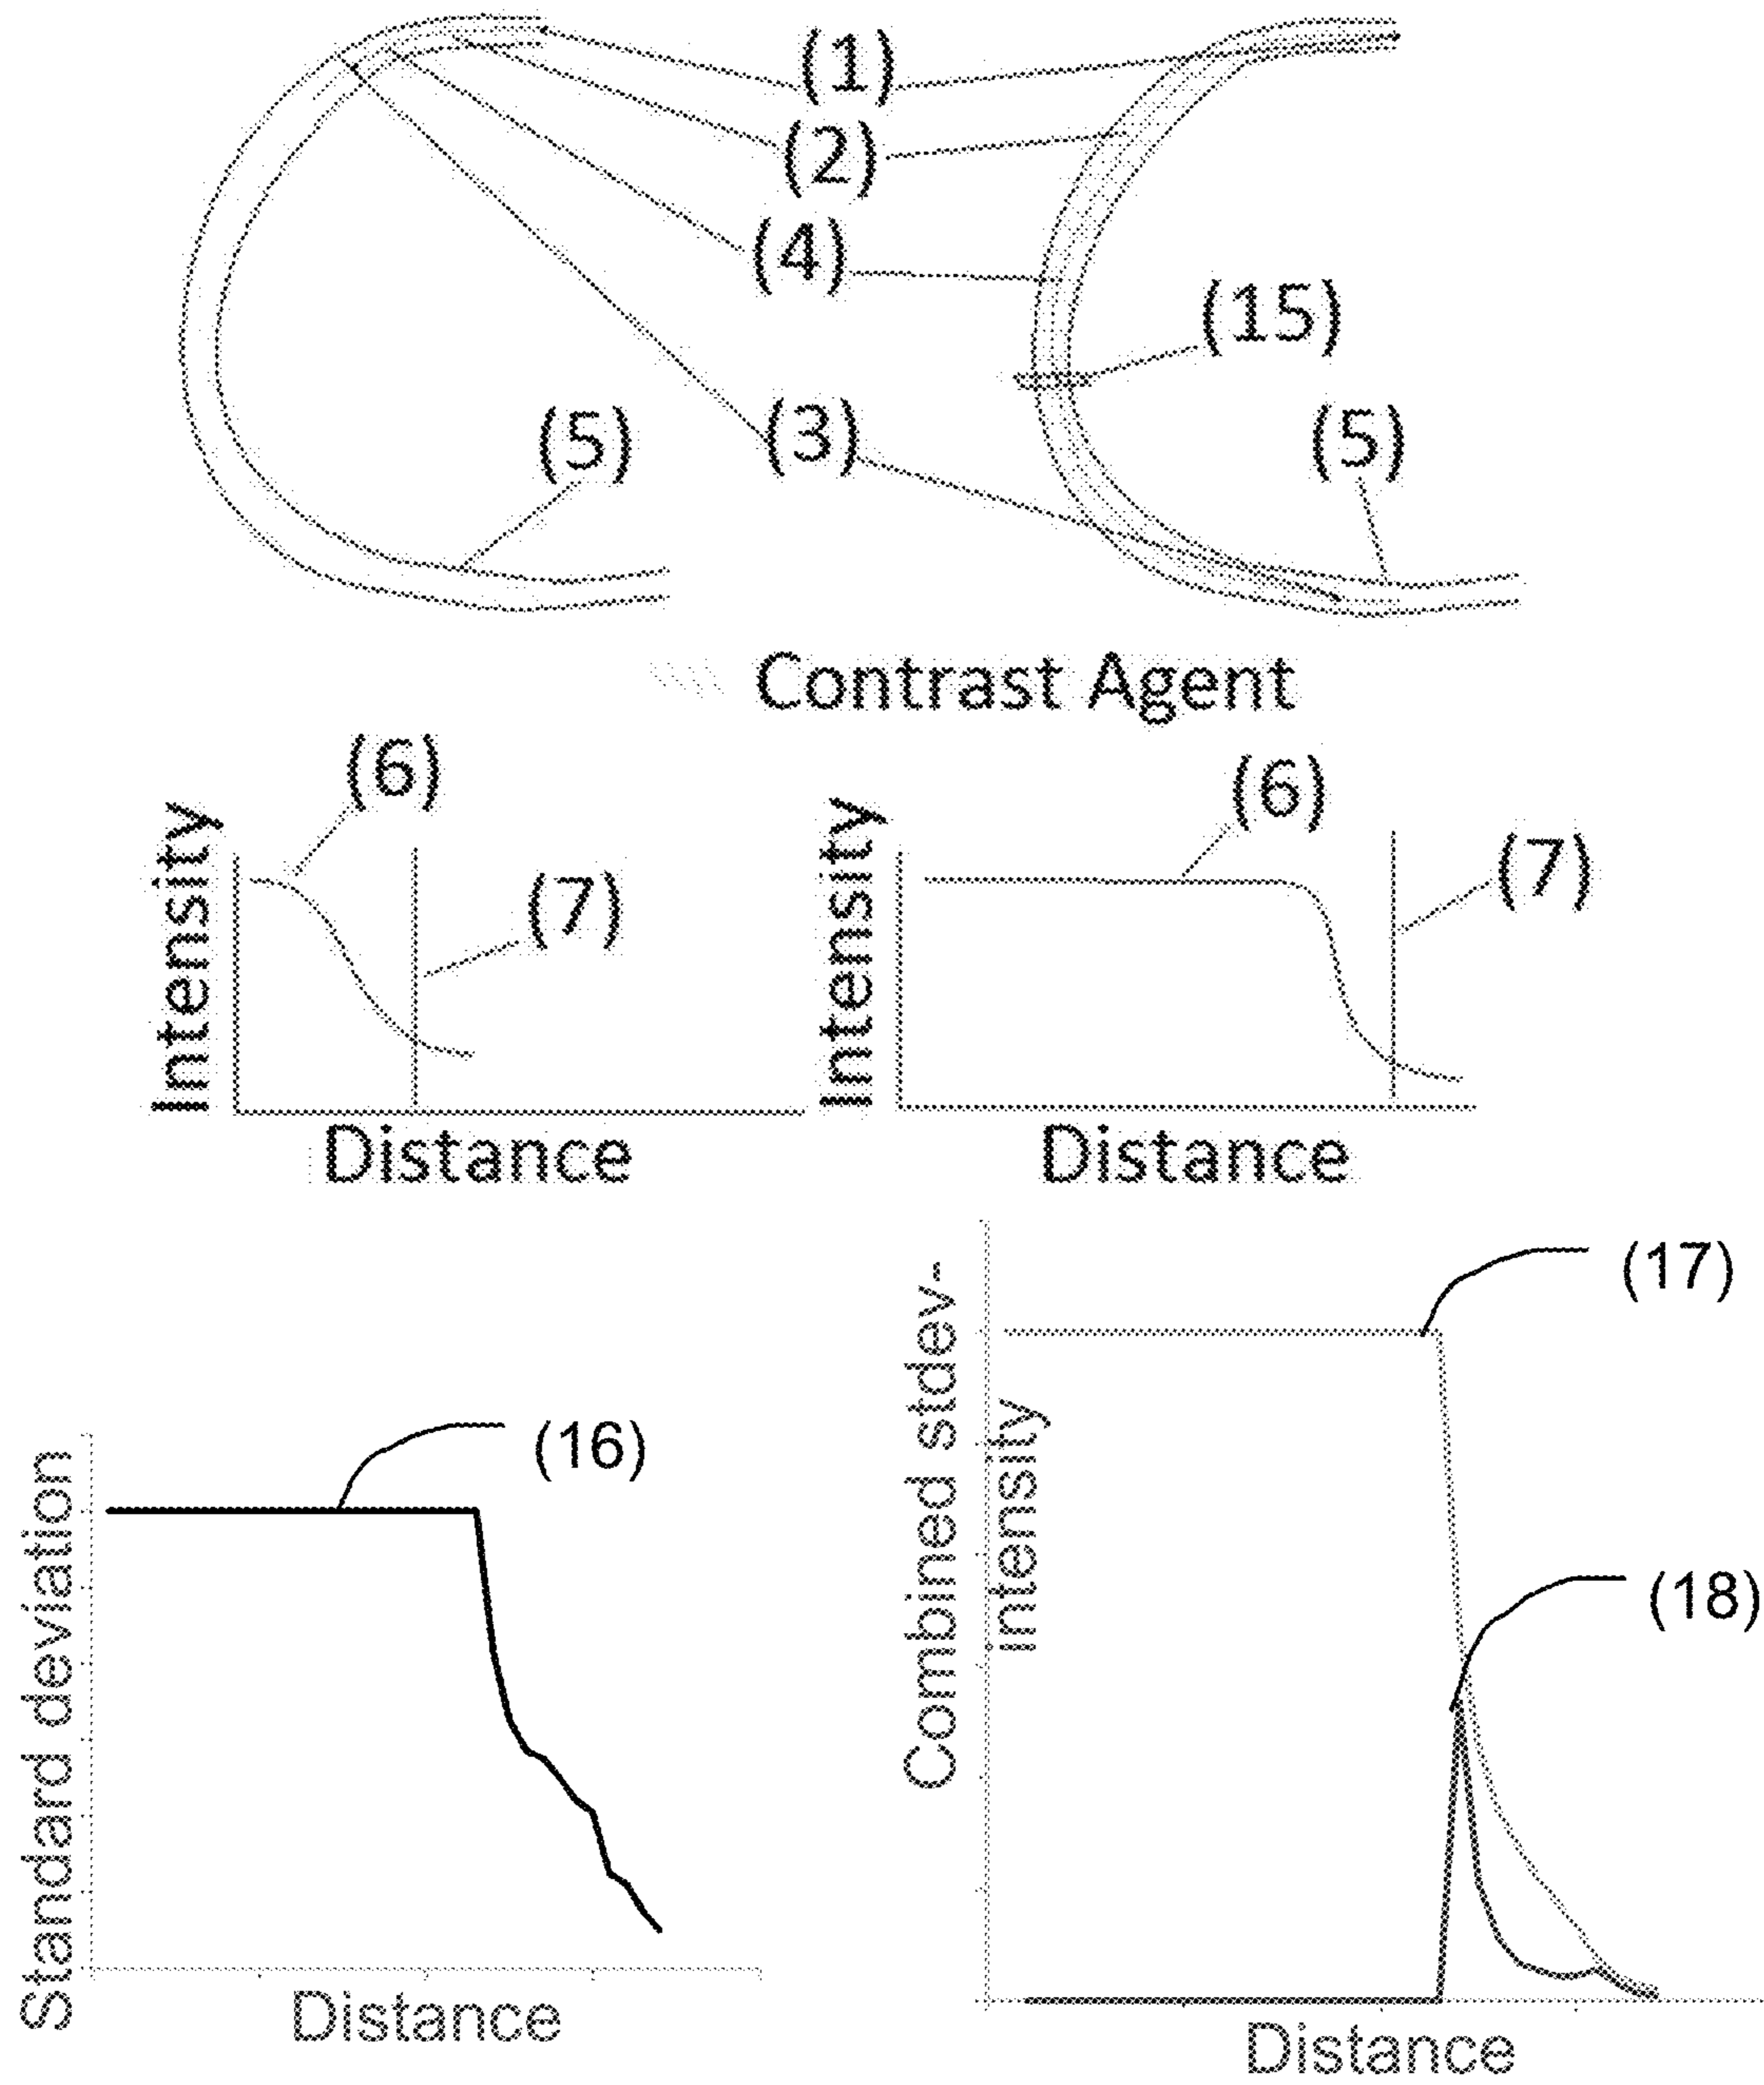 (1)
(2)
(4)
(15)
(5)
(3)
(5)
Contrast Agent
(6)
(6)
(7)
(7)
Intensity
Intensity
Distance
Distance
(17)
(16)
(18)
Standard deviation
Combined stdev-
intensity
Distance
Distance